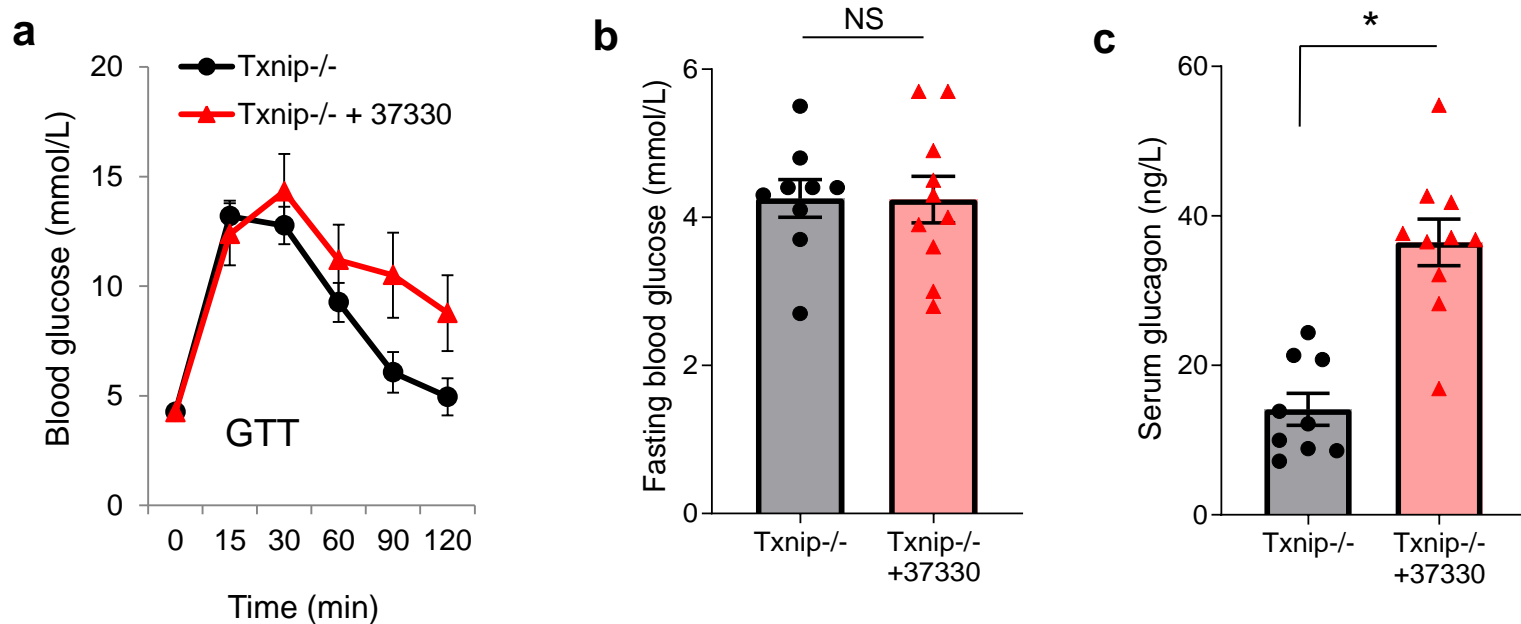 a
20
15
10
5
0
Blood glucose (mmol/L)
Txnip-/-
Txnip-/- + 37330
GTT
0 15 30 60 90 120
Time (min)
b
NS
6
4
2
0
Fasting blood glucose (mmol/L)
Txnip-/-
Txnip-/-
+37330
c
*
60
40
20
0
Serum glucagon (ng/L)
Txnip-/-
Txnip-/-
+37330